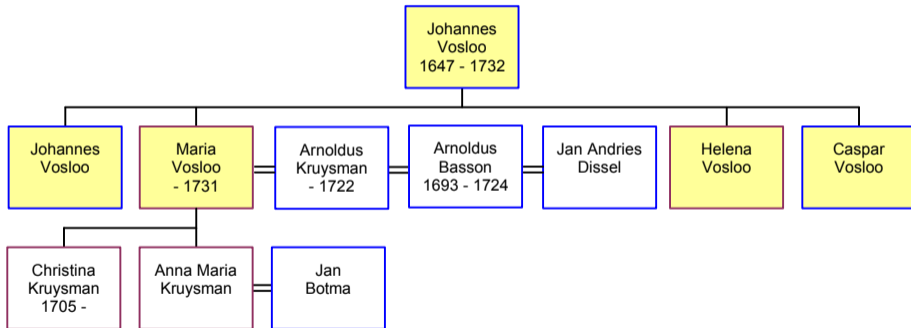 Johannes
Vosloo
1647 - 1732
Johannes
Vosloo
Maria
Vosloo
- 1731
Arnoldus
Kruysman
- 1722
Arnoldus
Basson
1693 - 1724
Jan Andries
Dissel
Helena
Vosloo
Caspar
Vosloo
Christina
Kruysman
1705 -
Anna Maria
Kruysman
Jan
Botma